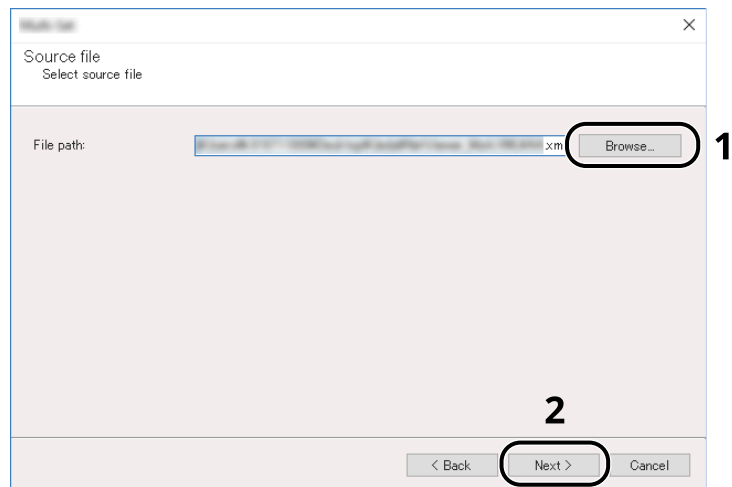 Source file
Select source file
File path: .xm Browse... 1
2
< Back Next > Cancel